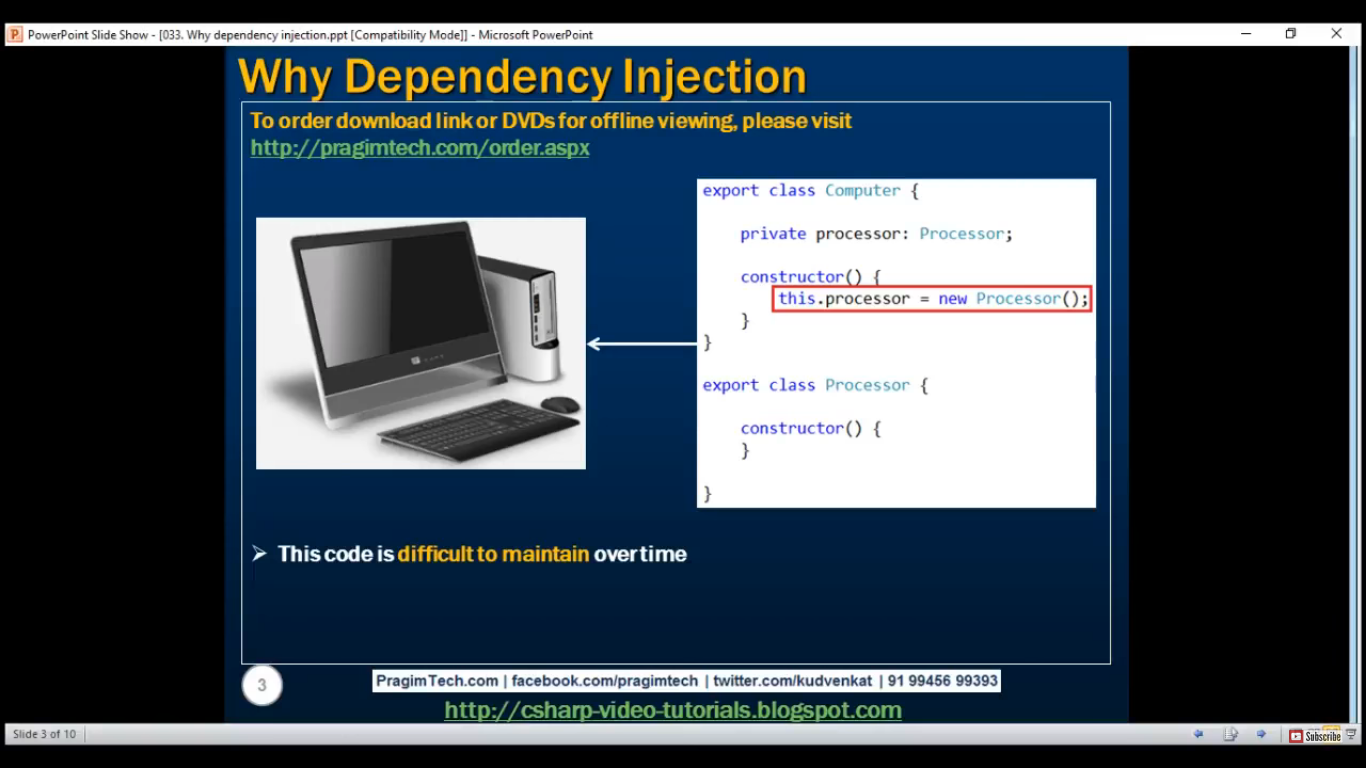 PowerPoint Slide Show - [033. Why dependency injection.ppt [Compatibility Mode]] - Microsoft PowerPoint
Why Dependency Injection
To order download link or DVDs for offline viewing, please visit
http://pragimtech.com/order.aspx
export class Computer {
private processor: Processor;
constructor() {
this.processor = new Processor();
}
}
export class Processor {
constructor() {
}
}
This code is difficult to maintain over time
3
PragimTech.com | facebook.com/pragimtech | twitter.com/kudvenkat | 91 99456 99393
http://csharp-video-tutorials.blogspot.com
Slide 3 of 10
Subscribe